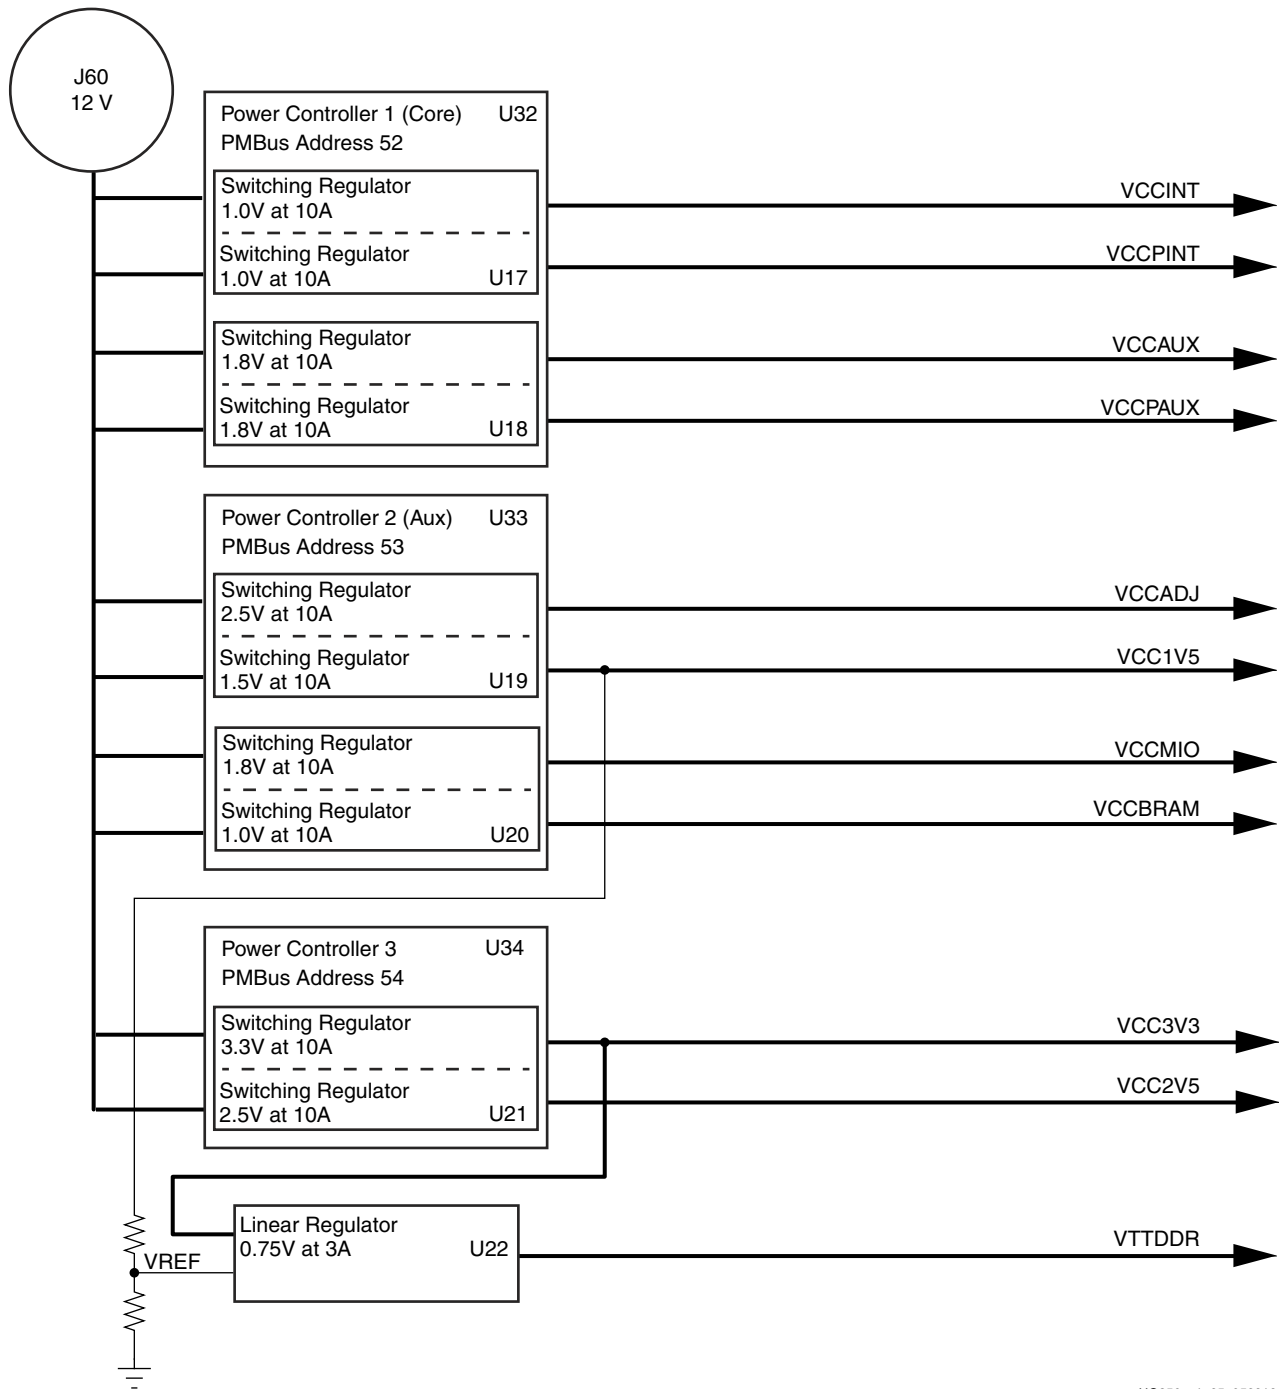 J60
12 V
Power Controller 1 (Core) U32
PMBus Address 52
Switching Regulator
1.0V at 10A
VCCINT
Switching Regulator
1.0V at 10A U17
VCCPINT
Switching Regulator
1.8V at 10A
VCCAUX
Switching Regulator
1.8V at 10A U18
VCCPAUX
Power Controller 2 (Aux) U33
PMBus Address 53
Switching Regulator
2.5V at 10A
VCCADJ
Switching Regulator
1.5V at 10A U19
VCC1V5
Switching Regulator
1.8V at 10A
VCCMIO
Switching Regulator
1.0V at 10A U20
VCCBRAM
Power Controller 3 U34
PMBus Address 54
Switching Regulator
3.3V at 10A
VCC3V3
Switching Regulator
2.5V at 10A U21
VCC2V5
Linear Regulator
0.75V at 3A U22
VTTDDR
VREF